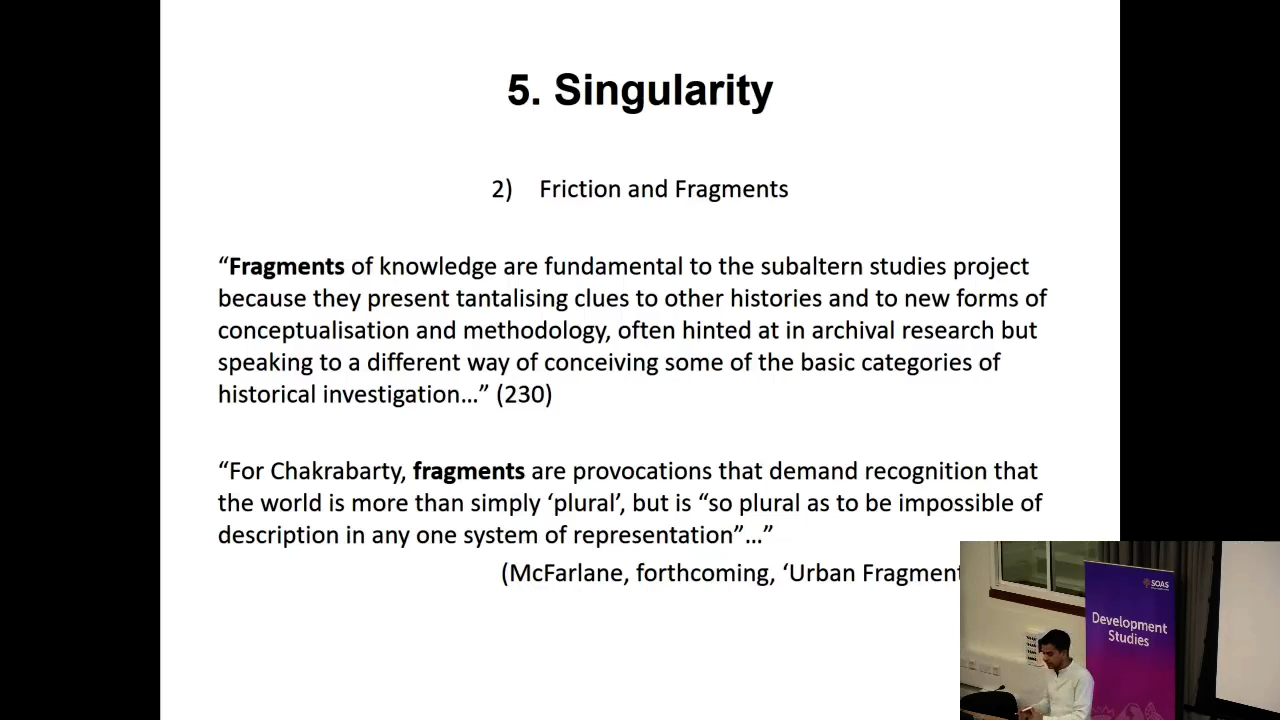 5. Singularity
2) Friction and Fragments
“Fragments of knowledge are fundamental to the subaltern studies project
because they present tantalising clues to other histories and to new forms of
conceptualisation and methodology, often hinted at in archival research but
speaking to a different way of conceiving some of the basic categories of
historical investigation…” (230)
“For Chakrabarty, fragments are provocations that demand recognition that
the world is more than simply ‘plural’, but is “so plural as to be impossible of
description in any one system of representation”…”
(McFarlane, forthcoming, ‘Urban Fragment
SOAS
Development
Studies